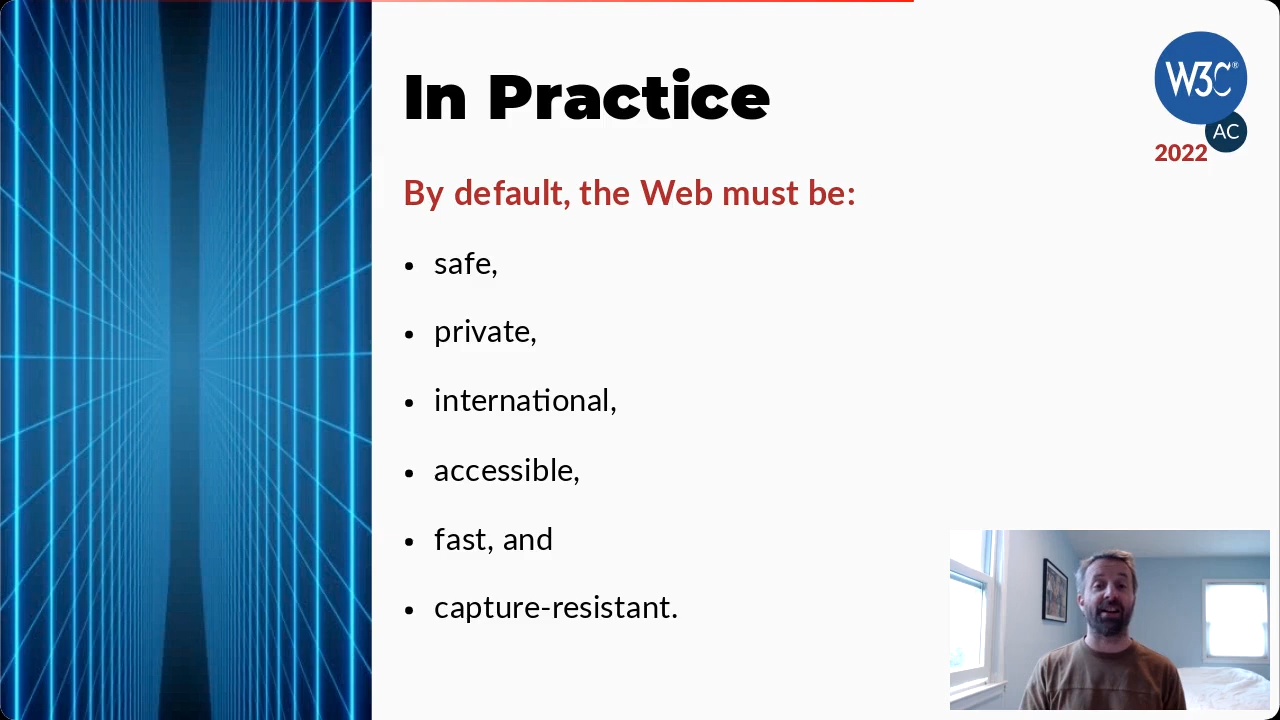 In Practice
W3C®
AC
2022
By default, the Web must be:
• safe,
• private,
• international,
• accessible,
• fast, and
• capture-resistant.